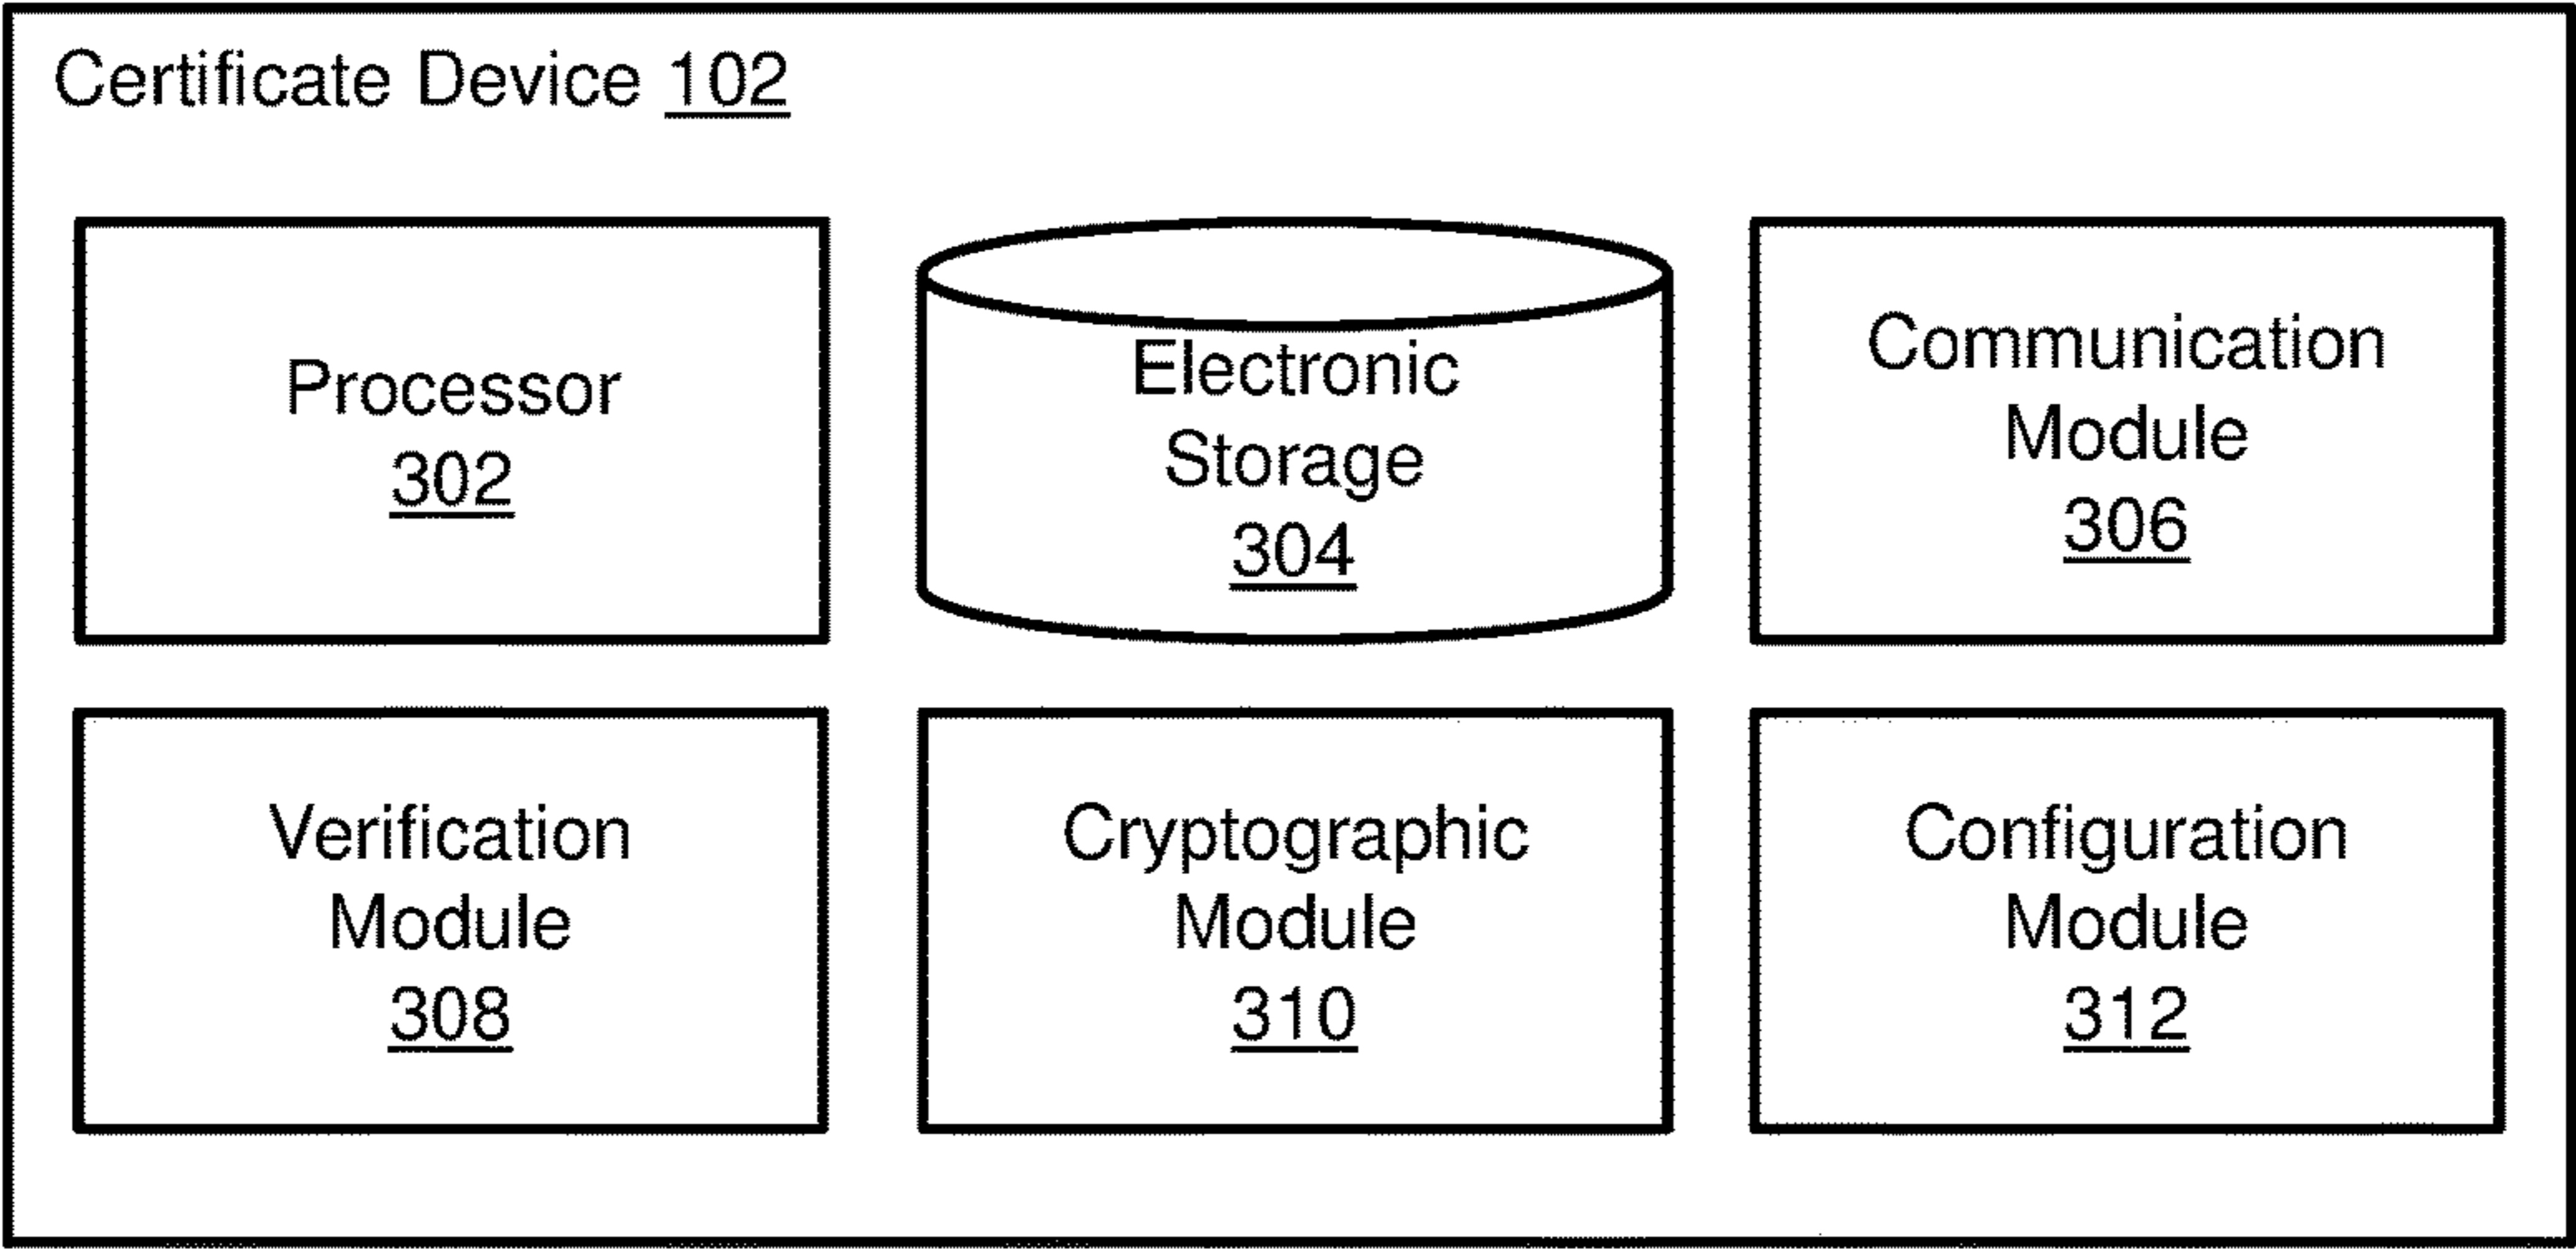 Certificate Device 102
Processor
302
Electronic
Storage
304
Communication
Module
306
Verification
Module
308
Cryptographic
Module
310
Configuration
Module
312